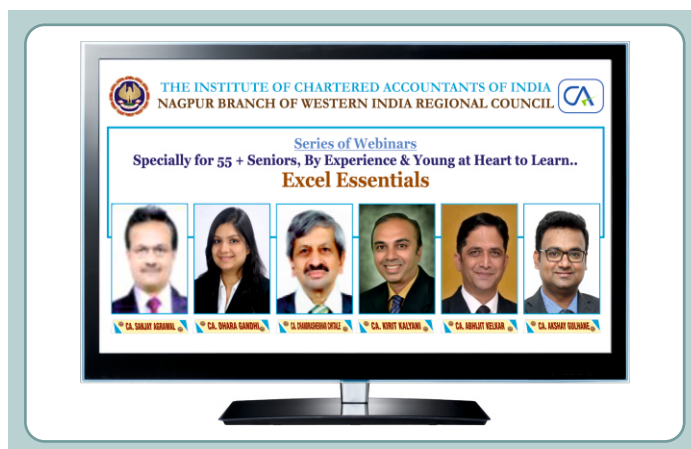 THE INSTITUTE OF CHARTERED ACCOUNTANTS OF INDIA
NAGPUR BRANCH OF WESTERN INDIA REGIONAL COUNCIL
CA
Series of Webinars
Specially for 55 + Seniors, By Experience & Young at Heart to Learn..
Excel Essentials
CA. SANJAY AGRAWAL
CA. DHARA GANDHI
CA. CHANDRASHEKHAR CHITALE
CA. KIRIT KALYANI
CA. ABHIJIT KELKAR
CA. AKSHAY GULHANE